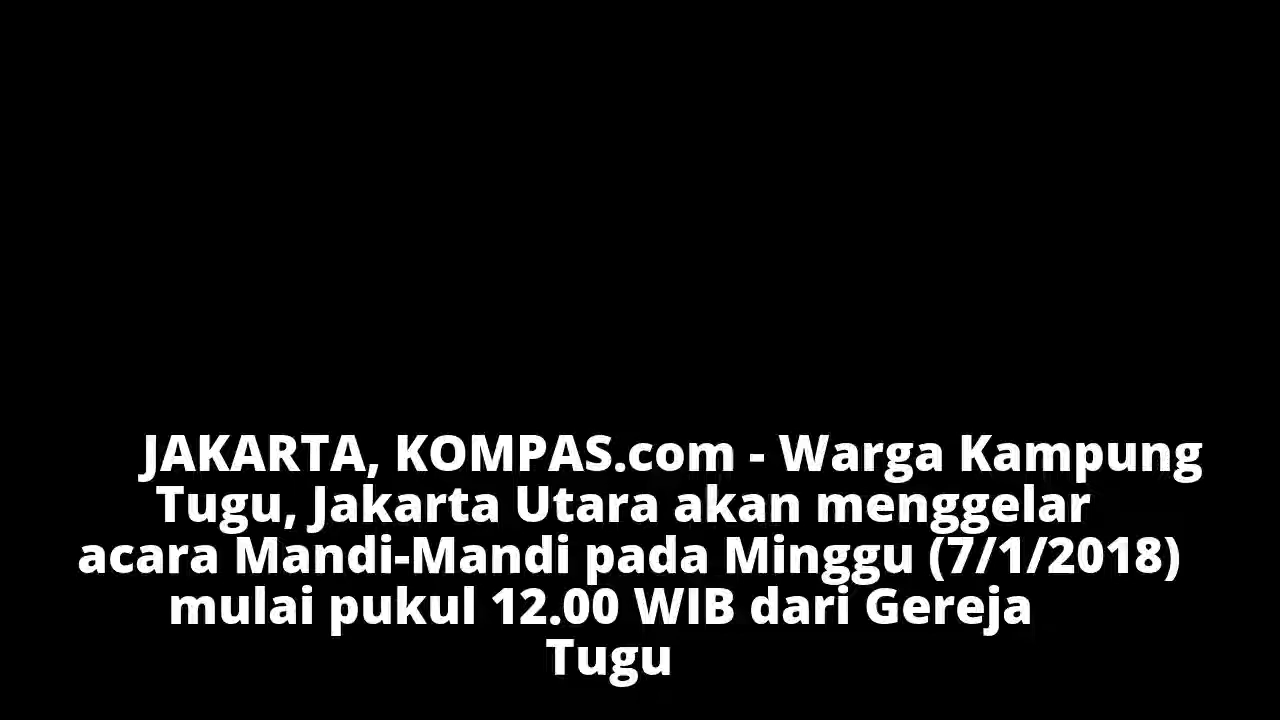 JAKARTA, KOMPAS.com - Warga Kampung
Tugu, Jakarta Utara akan menggelar
acara Mandi-Mandi pada Minggu (7/1/2018)
mulai pukul 12.00 WIB dari Gereja
Tugu